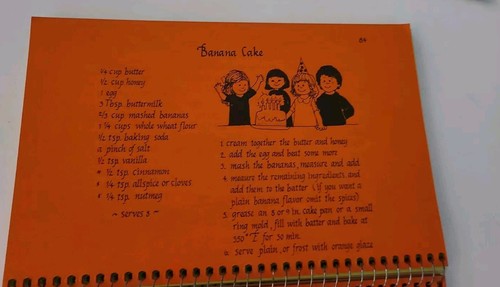 84
Banana Cake
1/4 cup butter
1/2 cup honey
1 egg
3 Tbsp. buttermilk
2/3 cup mashed bananas
1 1/4 cups whole wheat flour
1/2 tsp. baking soda
a pinch of salt
1/2 tsp. vanilla
* 1/2 tsp. cinnamon
* 1/4 tsp. allspice or cloves
* 1/4 tsp. nutmeg
~ serves 8 ~
1. cream together the butter and honey
2. add the egg and beat some more
3. mash the bananas, measure and add
4. measure the remaining ingredients and
add them to the batter (if you want a
plain banana flavor omit the spices)
5. grease an 8 or 9 in. cake pan or a small
ring mold, fill with batter and bake at
350° F for 30 min.
6. serve plain, or frost with orange glaze